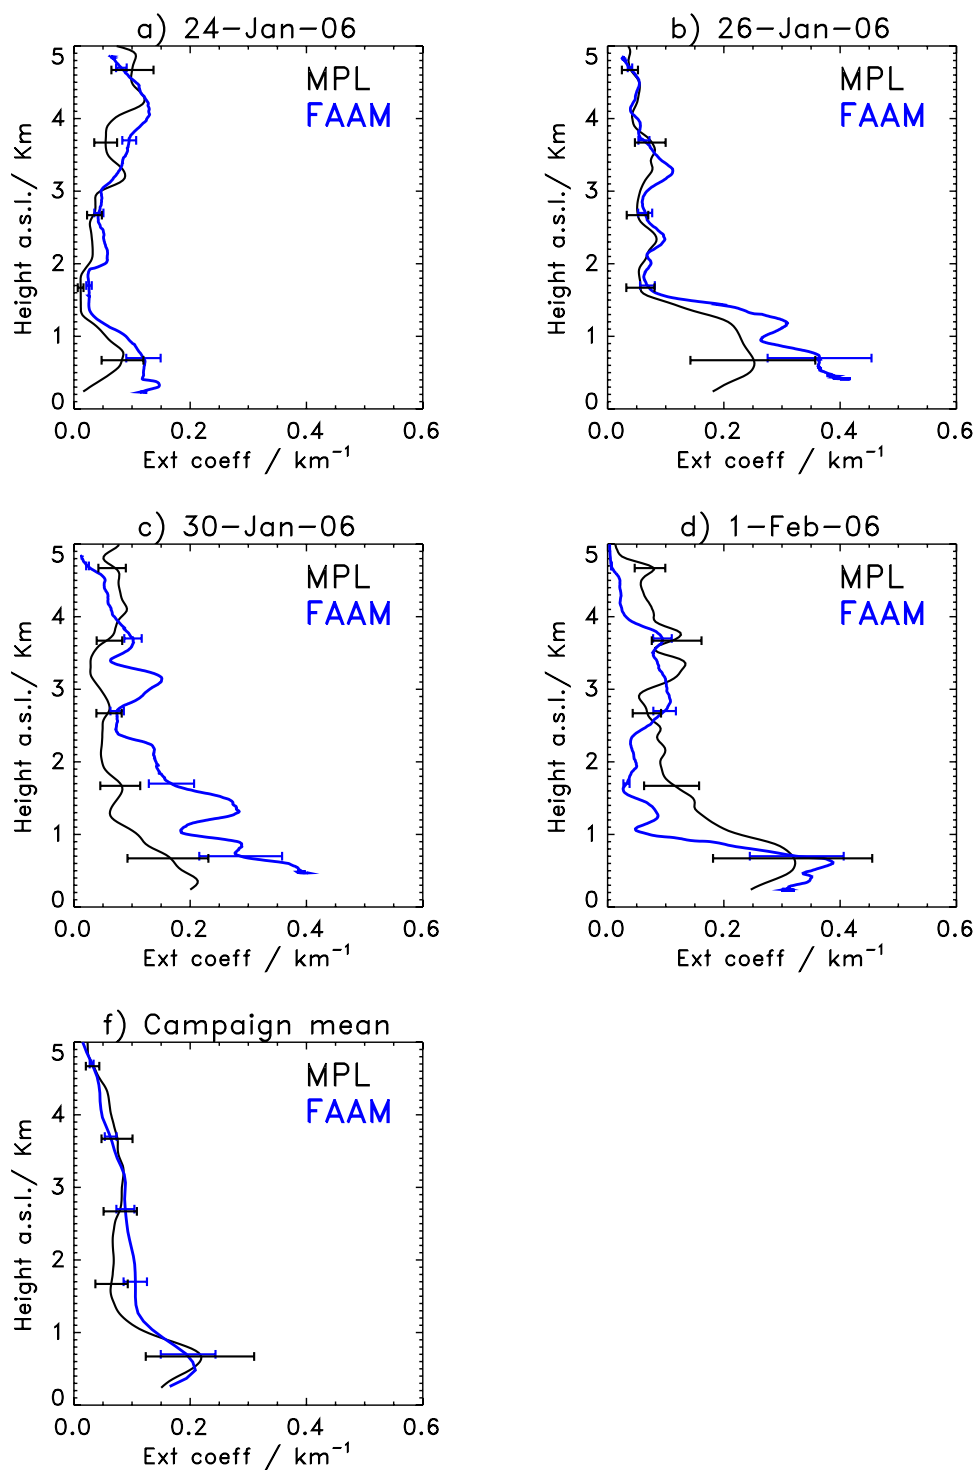 a) 24-Jan-06
MPL
FAAM
Height a.s.l./ Km
5
4
3
2
1
0
0.0 0.2 0.4 0.6
Ext coeff / km⁻¹
b) 26-Jan-06
MPL
FAAM
Height a.s.l./ Km
5
4
3
2
1
0
0.0 0.2 0.4 0.6
Ext coeff / km⁻¹
c) 30-Jan-06
MPL
FAAM
Height a.s.l./ Km
5
4
3
2
1
0
0.0 0.2 0.4 0.6
Ext coeff / km⁻¹
d) 1-Feb-06
MPL
FAAM
Height a.s.l./ Km
5
4
3
2
1
0
0.0 0.2 0.4 0.6
Ext coeff / km⁻¹
f) Campaign mean
MPL
FAAM
Height a.s.l./ Km
5
4
3
2
1
0
0.0 0.2 0.4 0.6
Ext coeff / km⁻¹